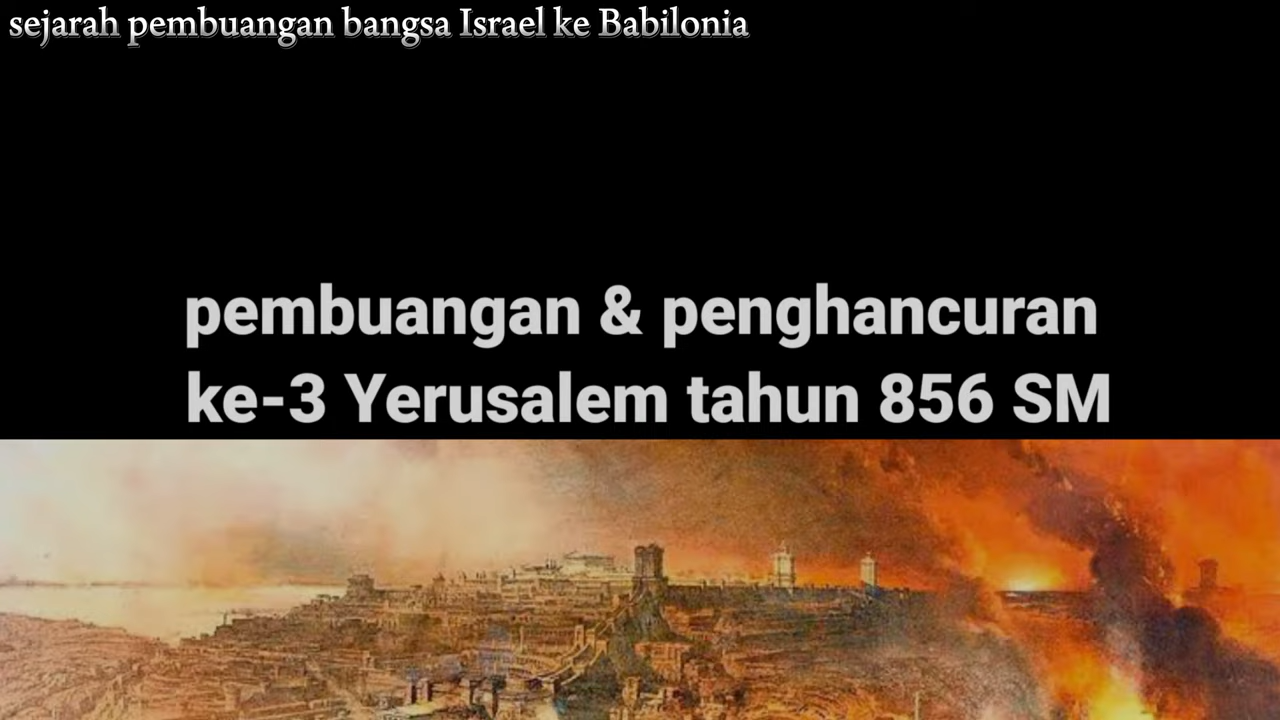 sejarah pembuangan bangsa Israel ke Babilonia
pembuangan & penghancuran
ke-3 Yerusalem tahun 856 SM